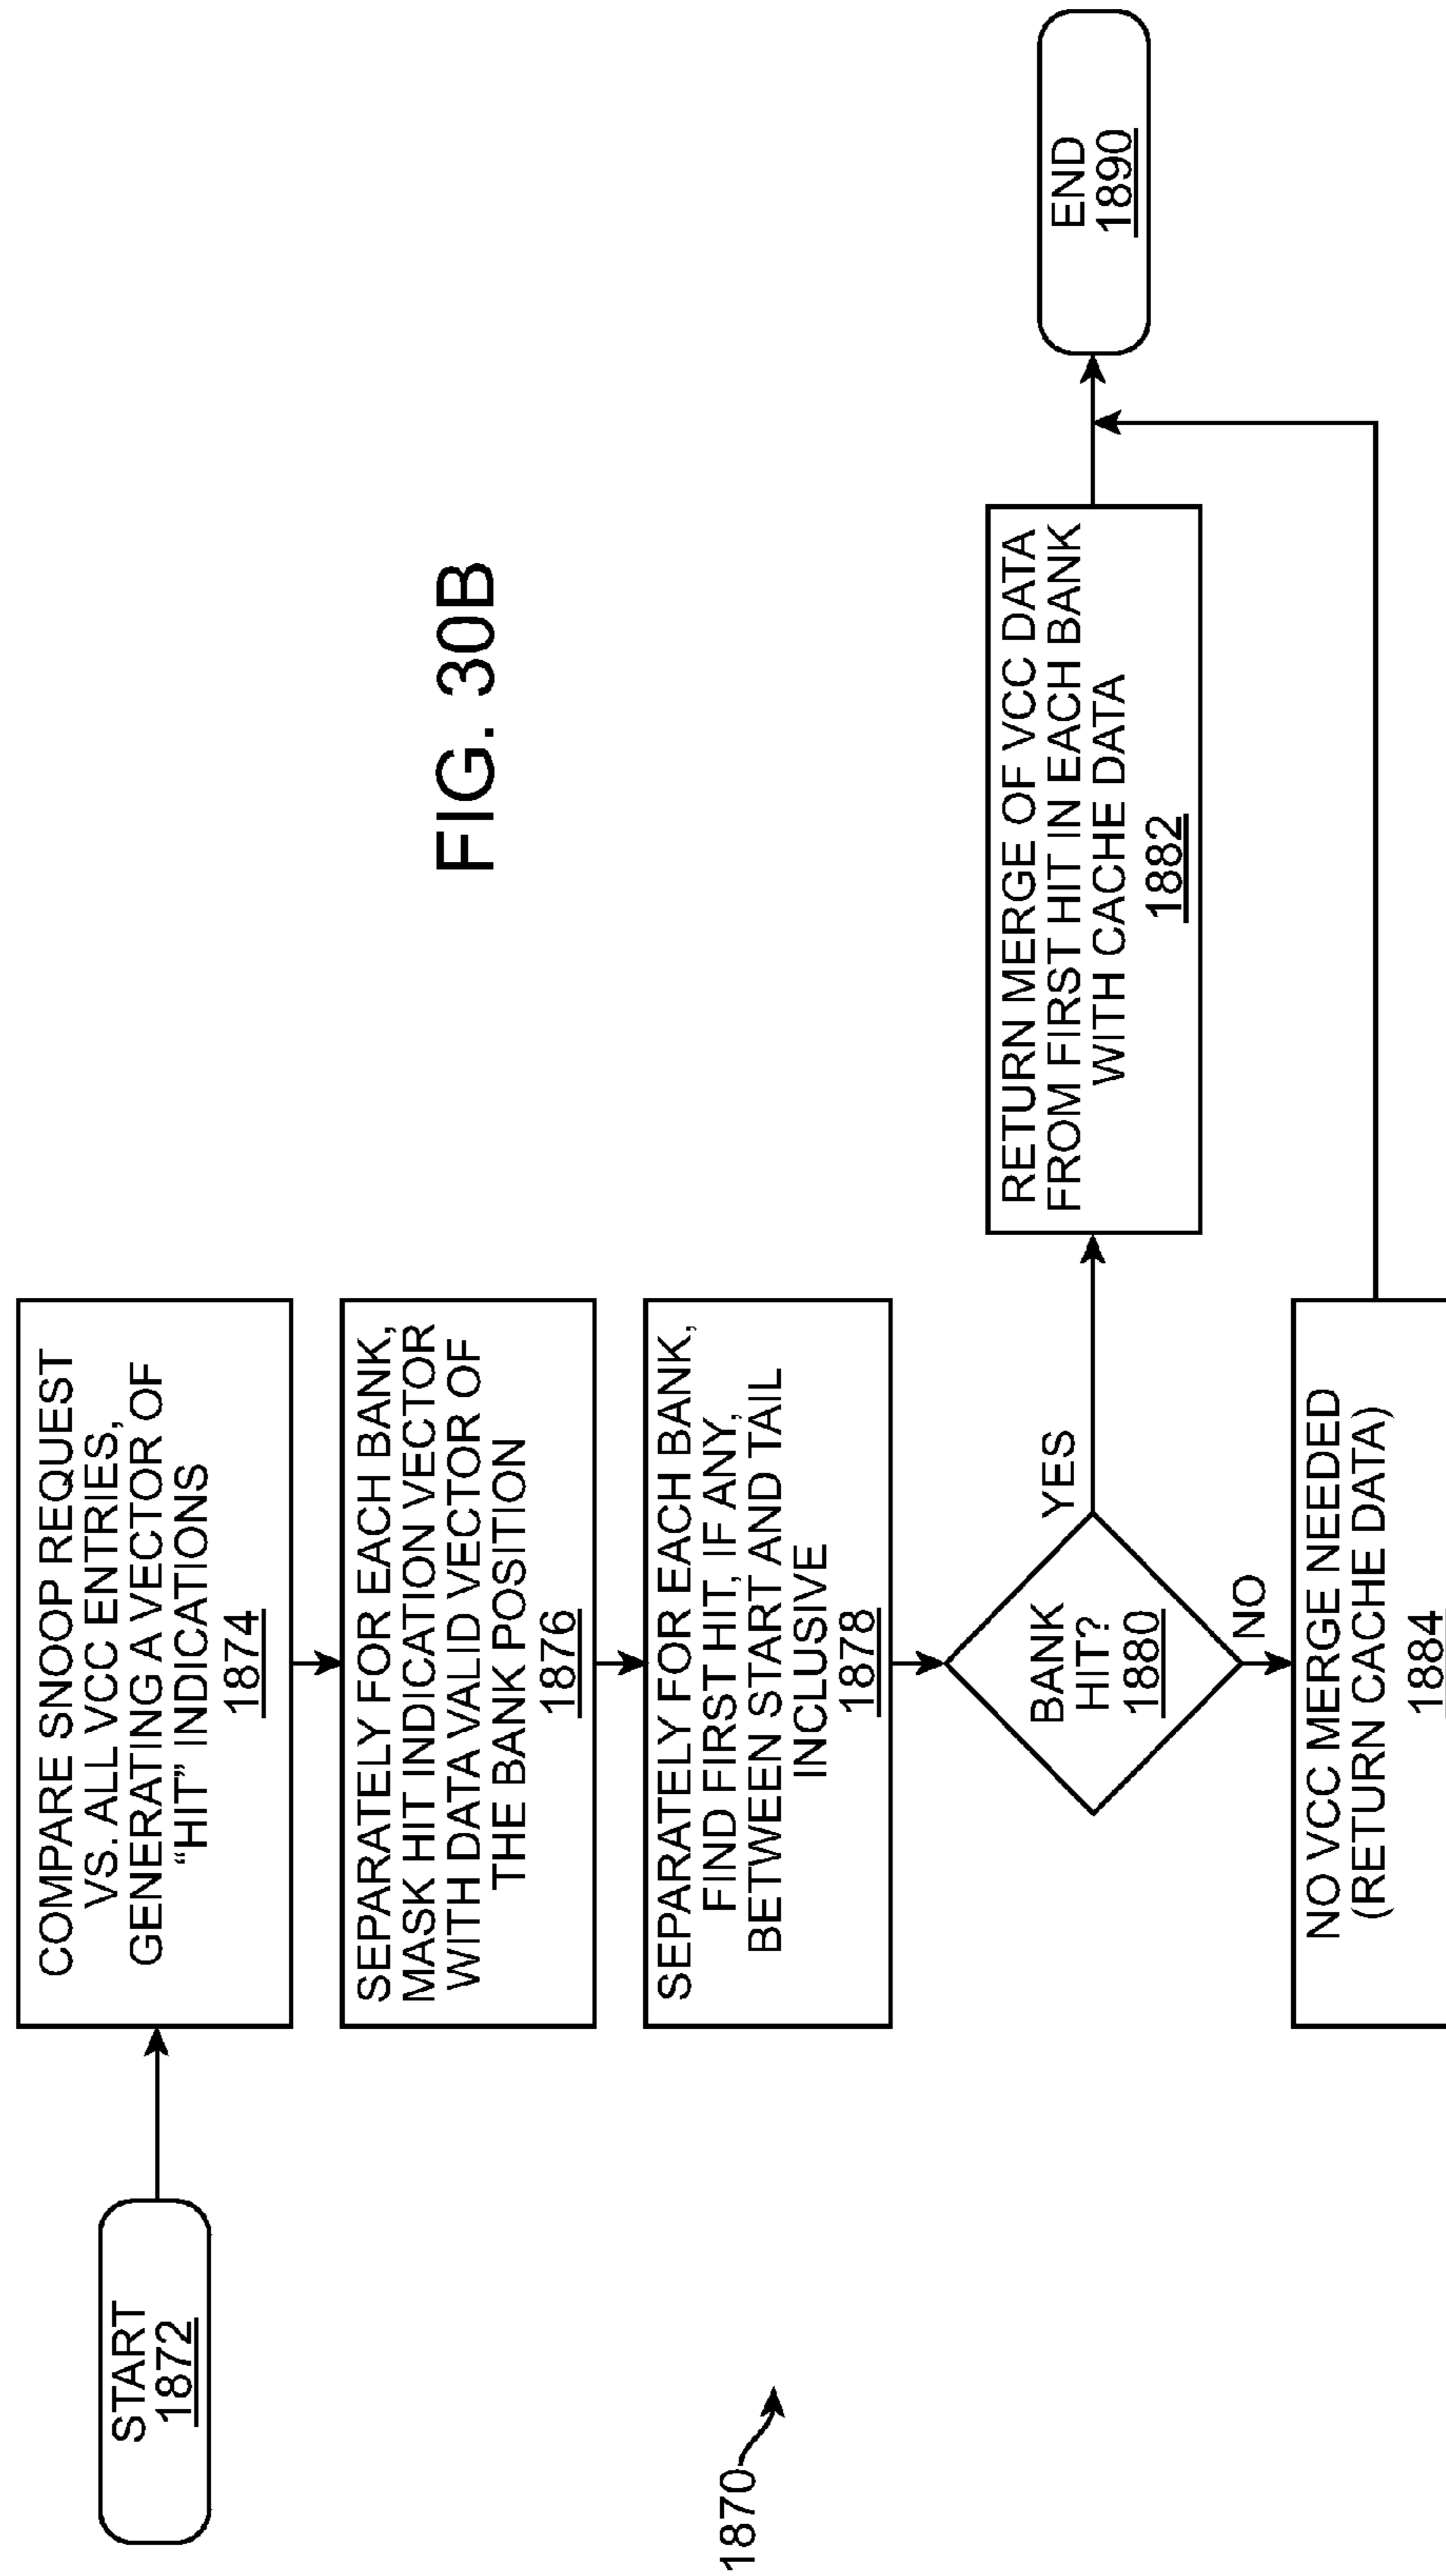 START
1872
COMPARE SNOOP REQUEST
VS. ALL VCC ENTRIES,
GENERATING A VECTOR OF
“HIT” INDICATIONS
1874
SEPARATELY FOR EACH BANK,
MASK HIT INDICATION VECTOR
WITH DATA VALID VECTOR OF
THE BANK POSITION
1876
SEPARATELY FOR EACH BANK,
FIND FIRST HIT, IF ANY,
BETWEEN START AND TAIL
INCLUSIVE
1878
BANK
HIT?
1880
YES
NO
RETURN MERGE OF VCC DATA
FROM FIRST HIT IN EACH BANK
WITH CACHE DATA
1882
NO VCC MERGE NEEDED
(RETURN CACHE DATA)
1884
END
1890
1870
FIG. 30B